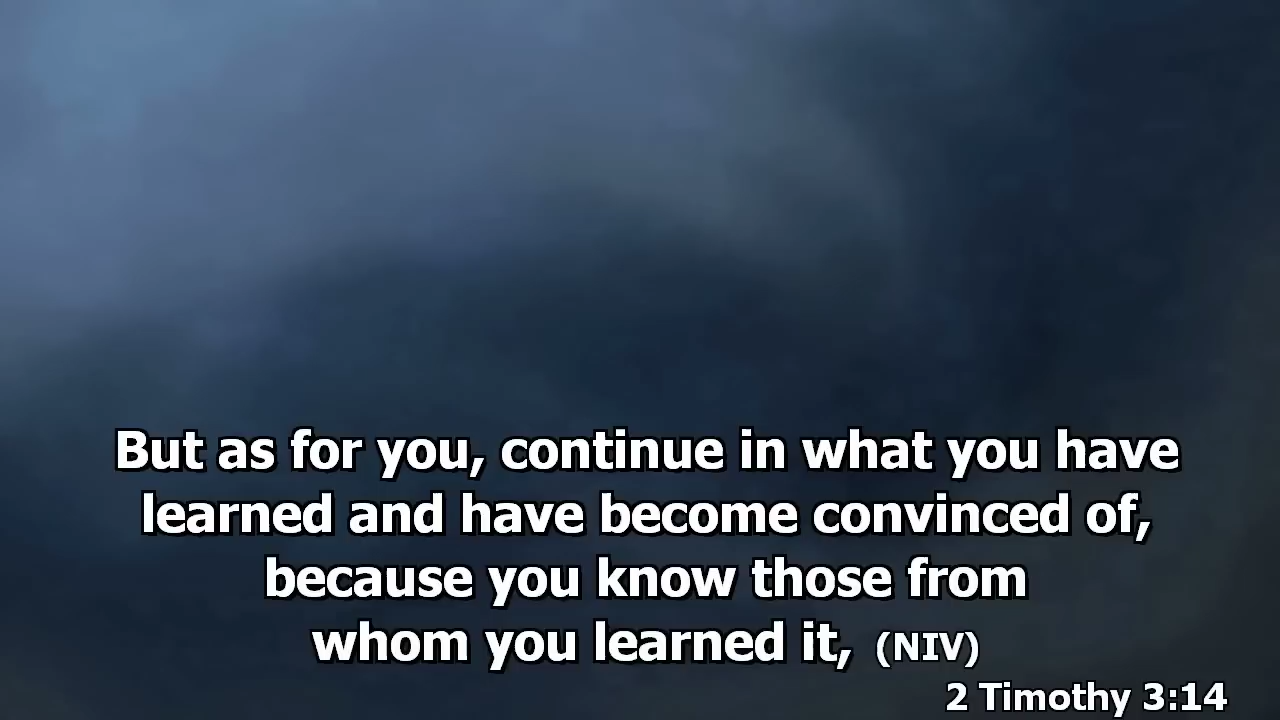 But as for you, continue in what you have
learned and have become convinced of,
because you know those from
whom you learned it, (NIV)
2 Timothy 3:14